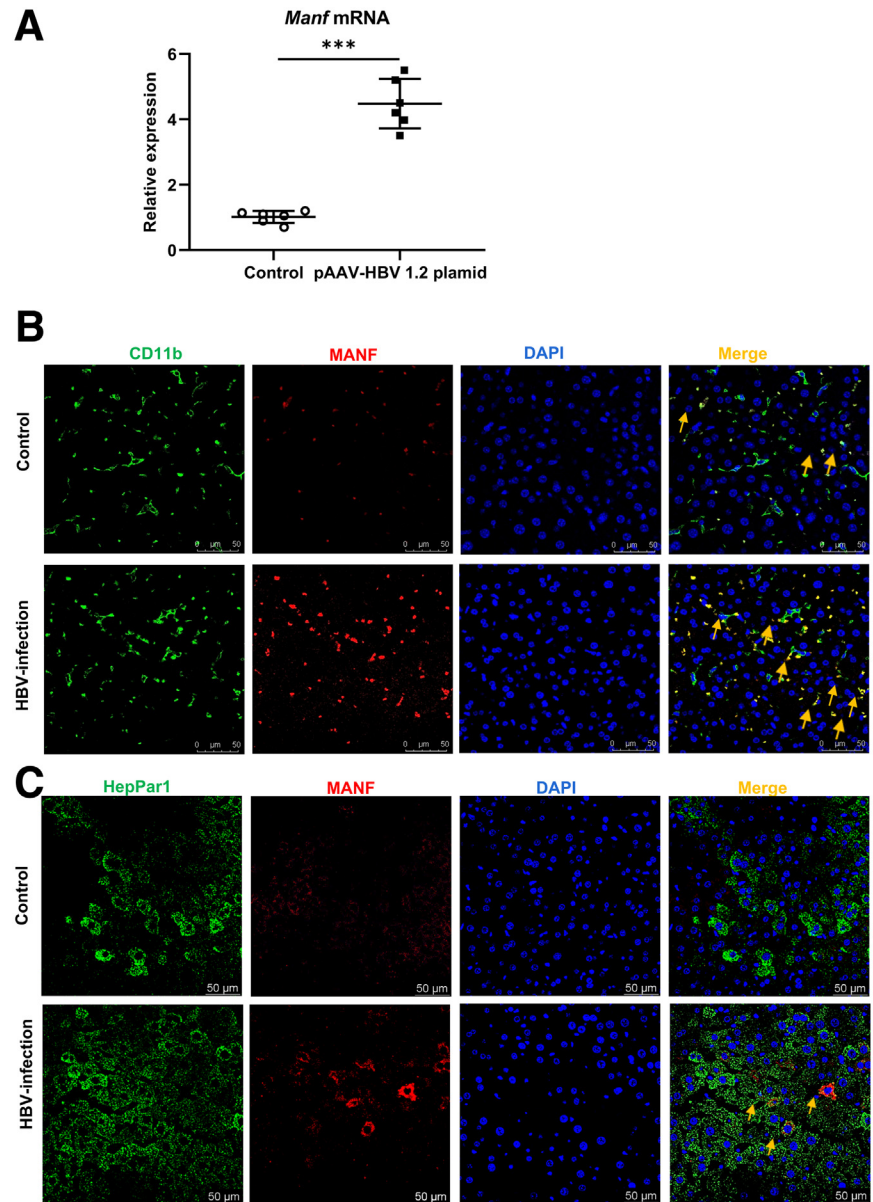 A
Manf mRNA
***
Relative expression
6
4
2
0
Control pAAV-HBV 1.2 plamid
B
CD11b MANF DAPI Merge
Control
0 μm 50 0 μm 50 0 μm 50 0 μm 50
HBV-infection
0 μm 50 0 μm 50 0 μm 50 0 μm 50
C
HepPar1 MANF DAPI Merge
Control
50 μm 50 μm 50 μm 50 μm
HBV-infection
50 μm 50 μm 50 μm 50 μm